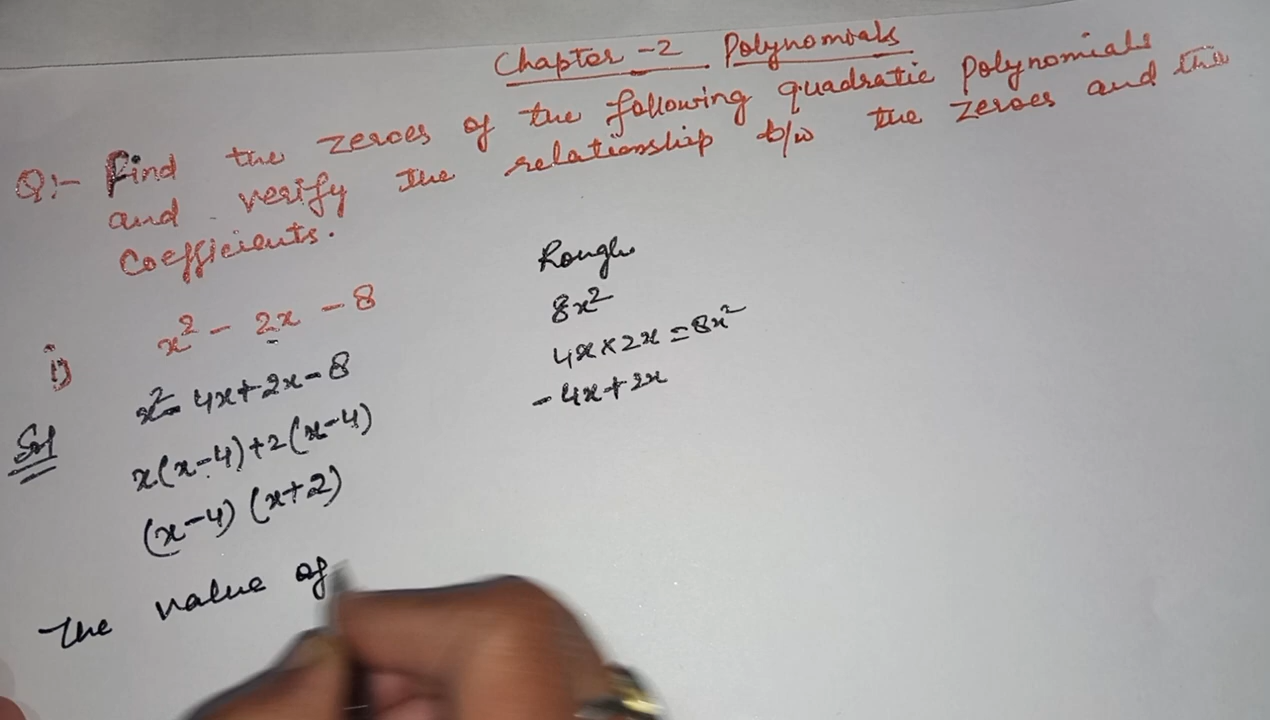 Chapter - 2 Polynomials
Q:- Find the zeroes of the following quadratic polynomials
and verify the relationship b/w the zeroes and the
coefficients.
i) x² - 2x - 8
Sol x² - 4x + 2x - 8
x(x-4)+2(x-4)
(x-4) (x+2)
The value of
Rough
8x²
4x × 2x = 8x²
- 4x + 2x